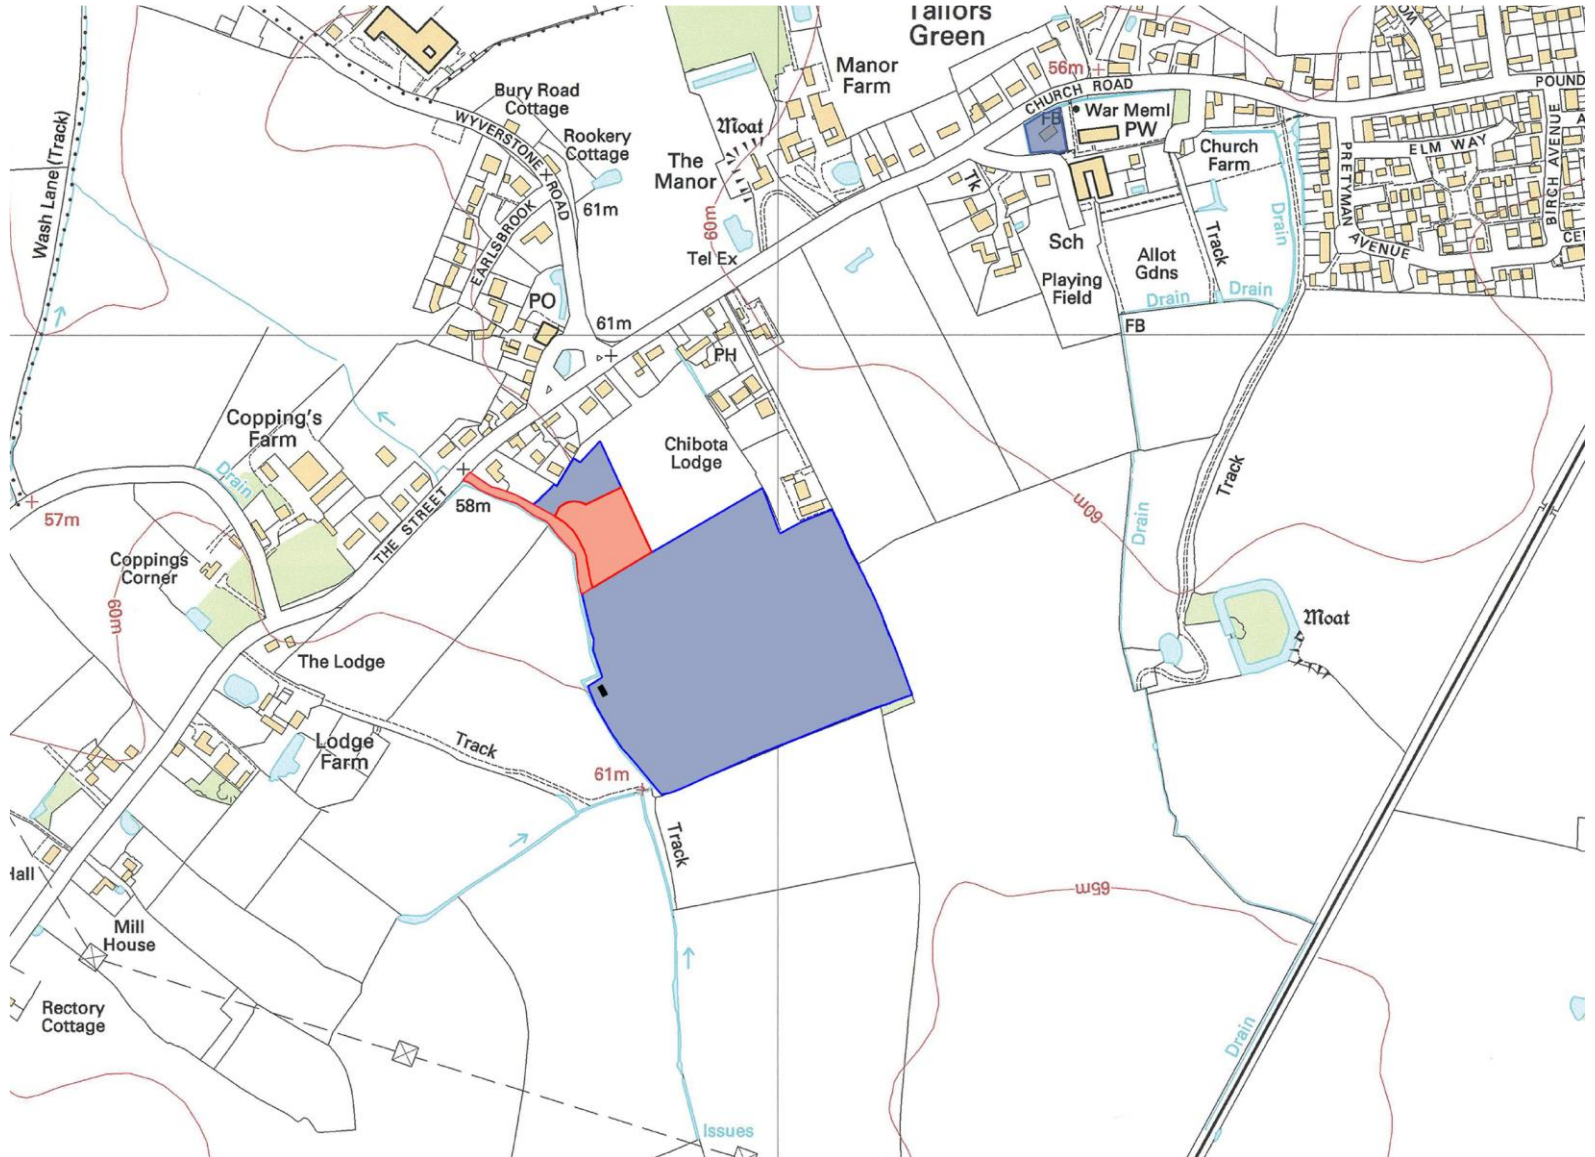 Tailors
Green
Manor
Farm
56m
CHURCH ROAD
POUND
War Meml
PW
FB
Bury Road
Cottage
WYVERSTONE ROAD
Rookery
Cottage
Moat
The
Manor
Church
Farm
ELM WAY
BIRCH AVENUE
PRETYMAN
AVENUE
Wash Lane (Track)
EARLSBROOK
61m
60m
Tel Ex
Tk
Sch
Playing
Field
Allot
Gdns
Track
Drain
Drain
Drain
FB
PO
61m
PH
Copping's
Farm
Drain
Chibota
Lodge
58m
THE STREET
57m
Coppings
Corner
60m
60m
Drain
Track
Moat
The Lodge
Lodge
Farm
Track
61m
Track
Hall
Mill
House
65m
Rectory
Cottage
Drain
Issues